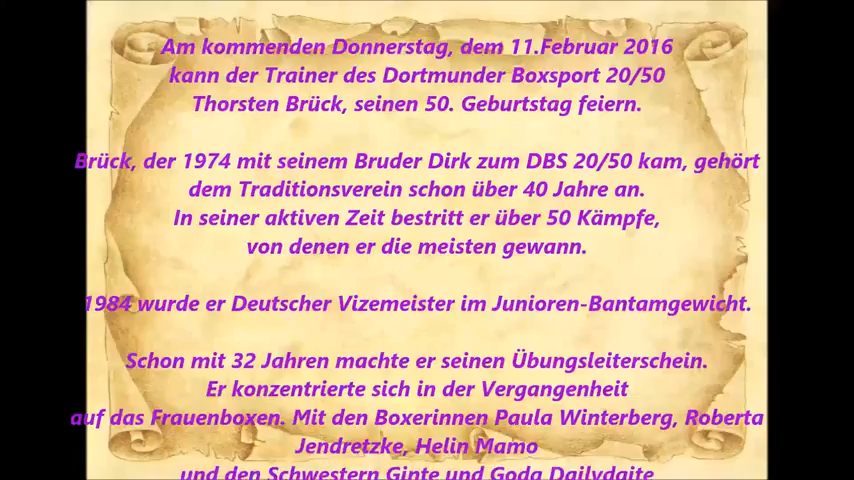 Am kommenden Donnerstag, dem 11.Februar 2016
kann der Trainer des Dortmunder Boxsport 20/50
Thorsten Brück, seinen 50. Geburtstag feiern.
Brück, der 1974 mit seinem Bruder Dirk zum DBS 20/50 kam, gehört
dem Traditionsverein schon über 40 Jahre an.
In seiner aktiven Zeit bestritt er über 50 Kämpfe,
von denen er die meisten gewann.
1984 wurde er Deutscher Vizemeister im Junioren-Bantamgewicht.
Schon mit 32 Jahren machte er seinen Übungsleiterschein.
Er konzentrierte sich in der Vergangenheit
auf das Frauenboxen. Mit den Boxerinnen Paula Winterberg, Roberta
Jendretzke, Helin Mamo
und den Schwestern Ginte und Goda Dailydaite